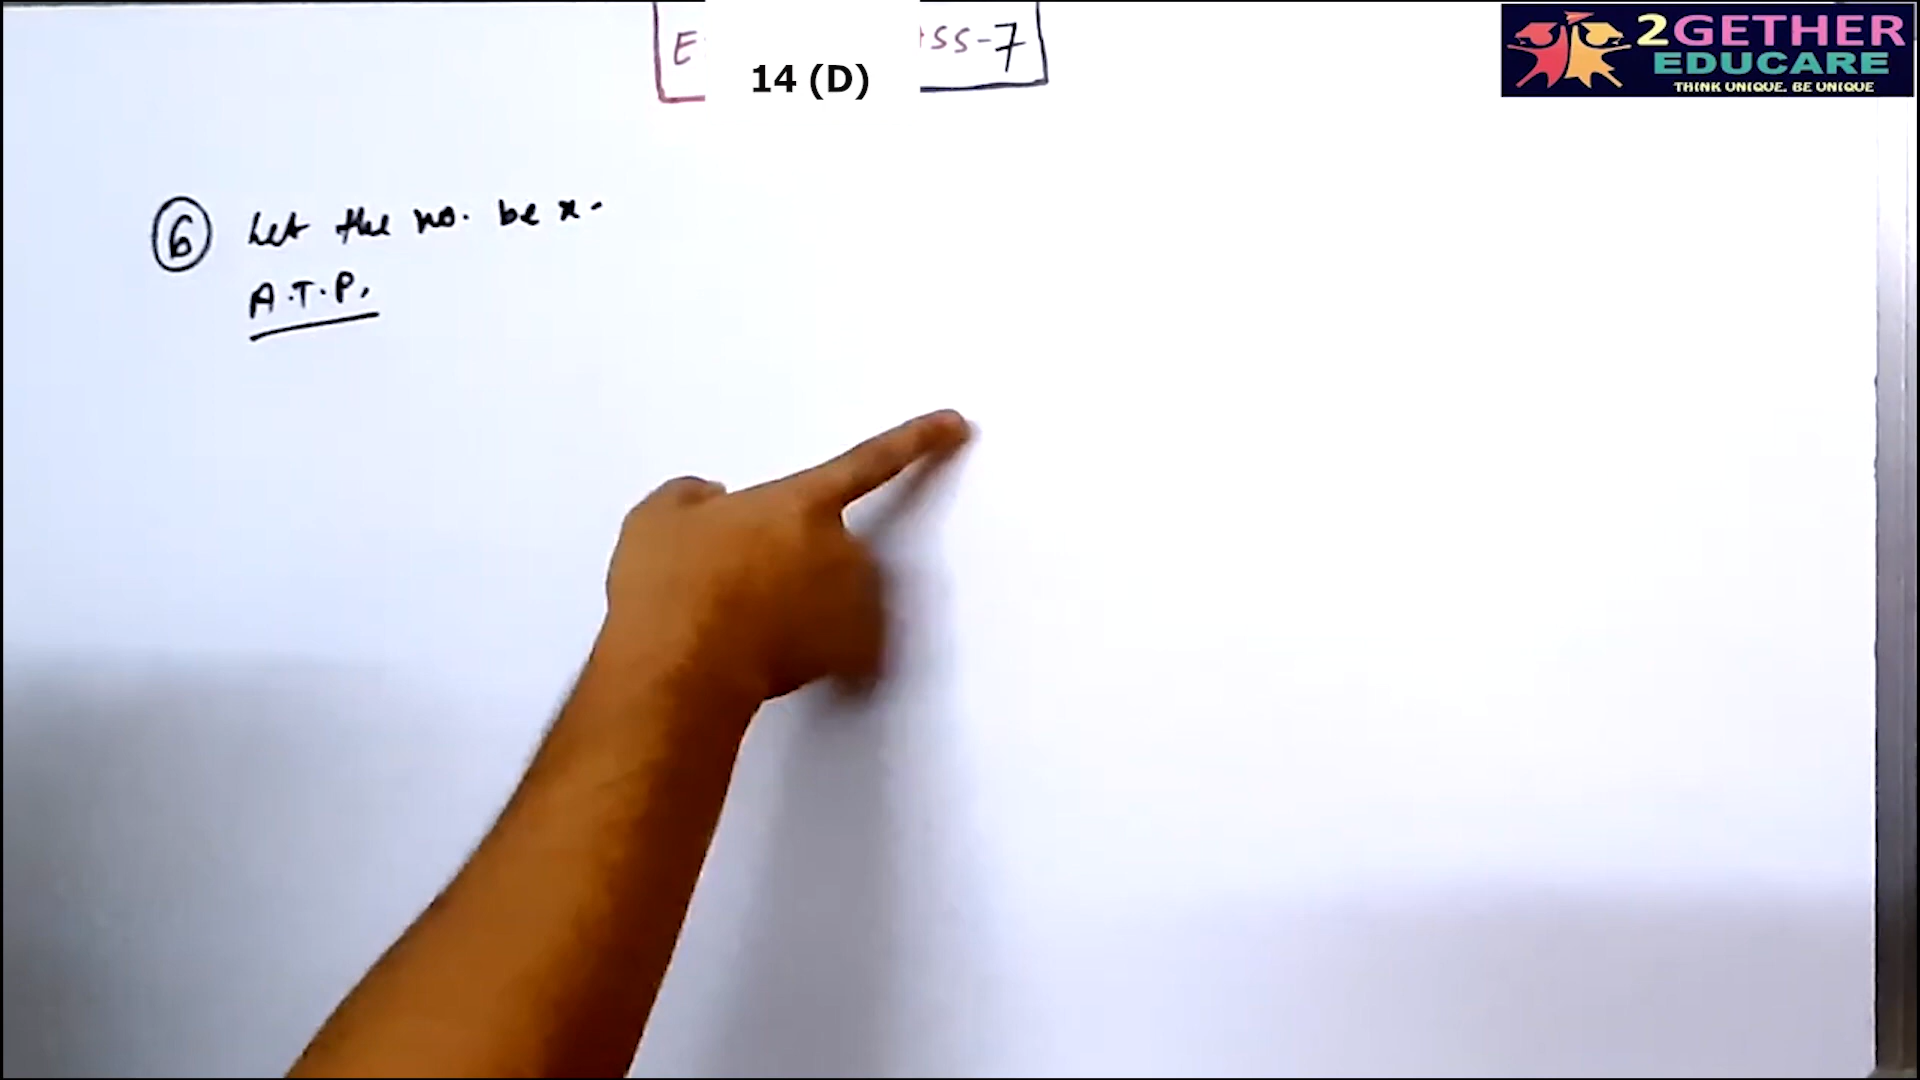 E ss-7
14 (D)
2GETHER
EDUCARE
THINK UNIQUE. BE UNIQUE
6 Let the no. be x.
A.T.P,